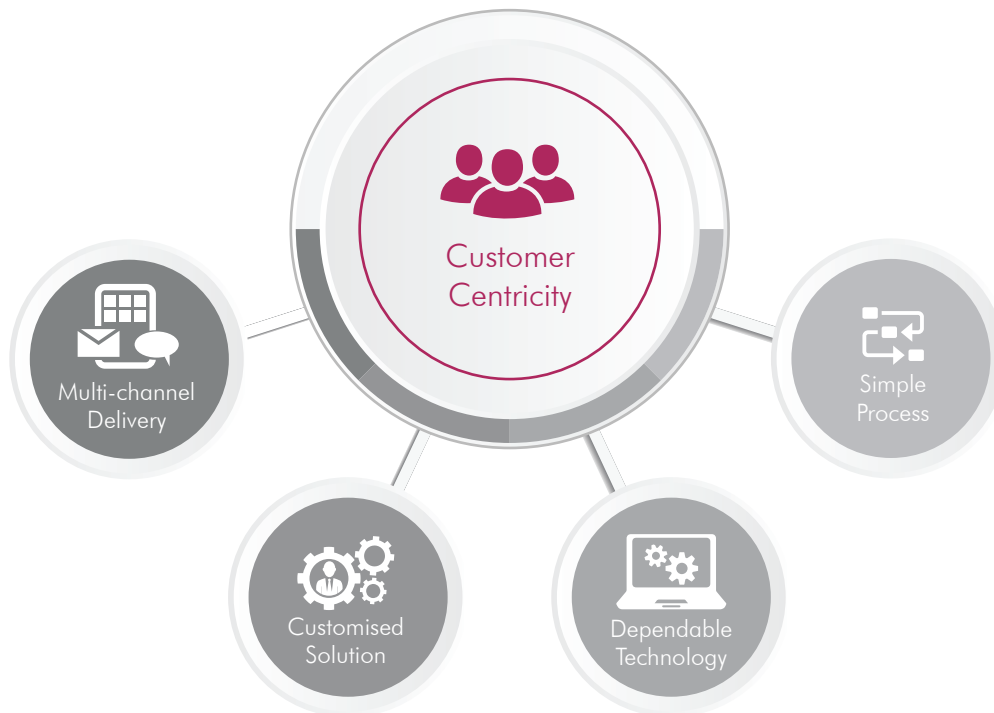 Customer
Centricity
Multi-channel
Delivery
Simple
Process
Customised
Solution
Dependable
Technology